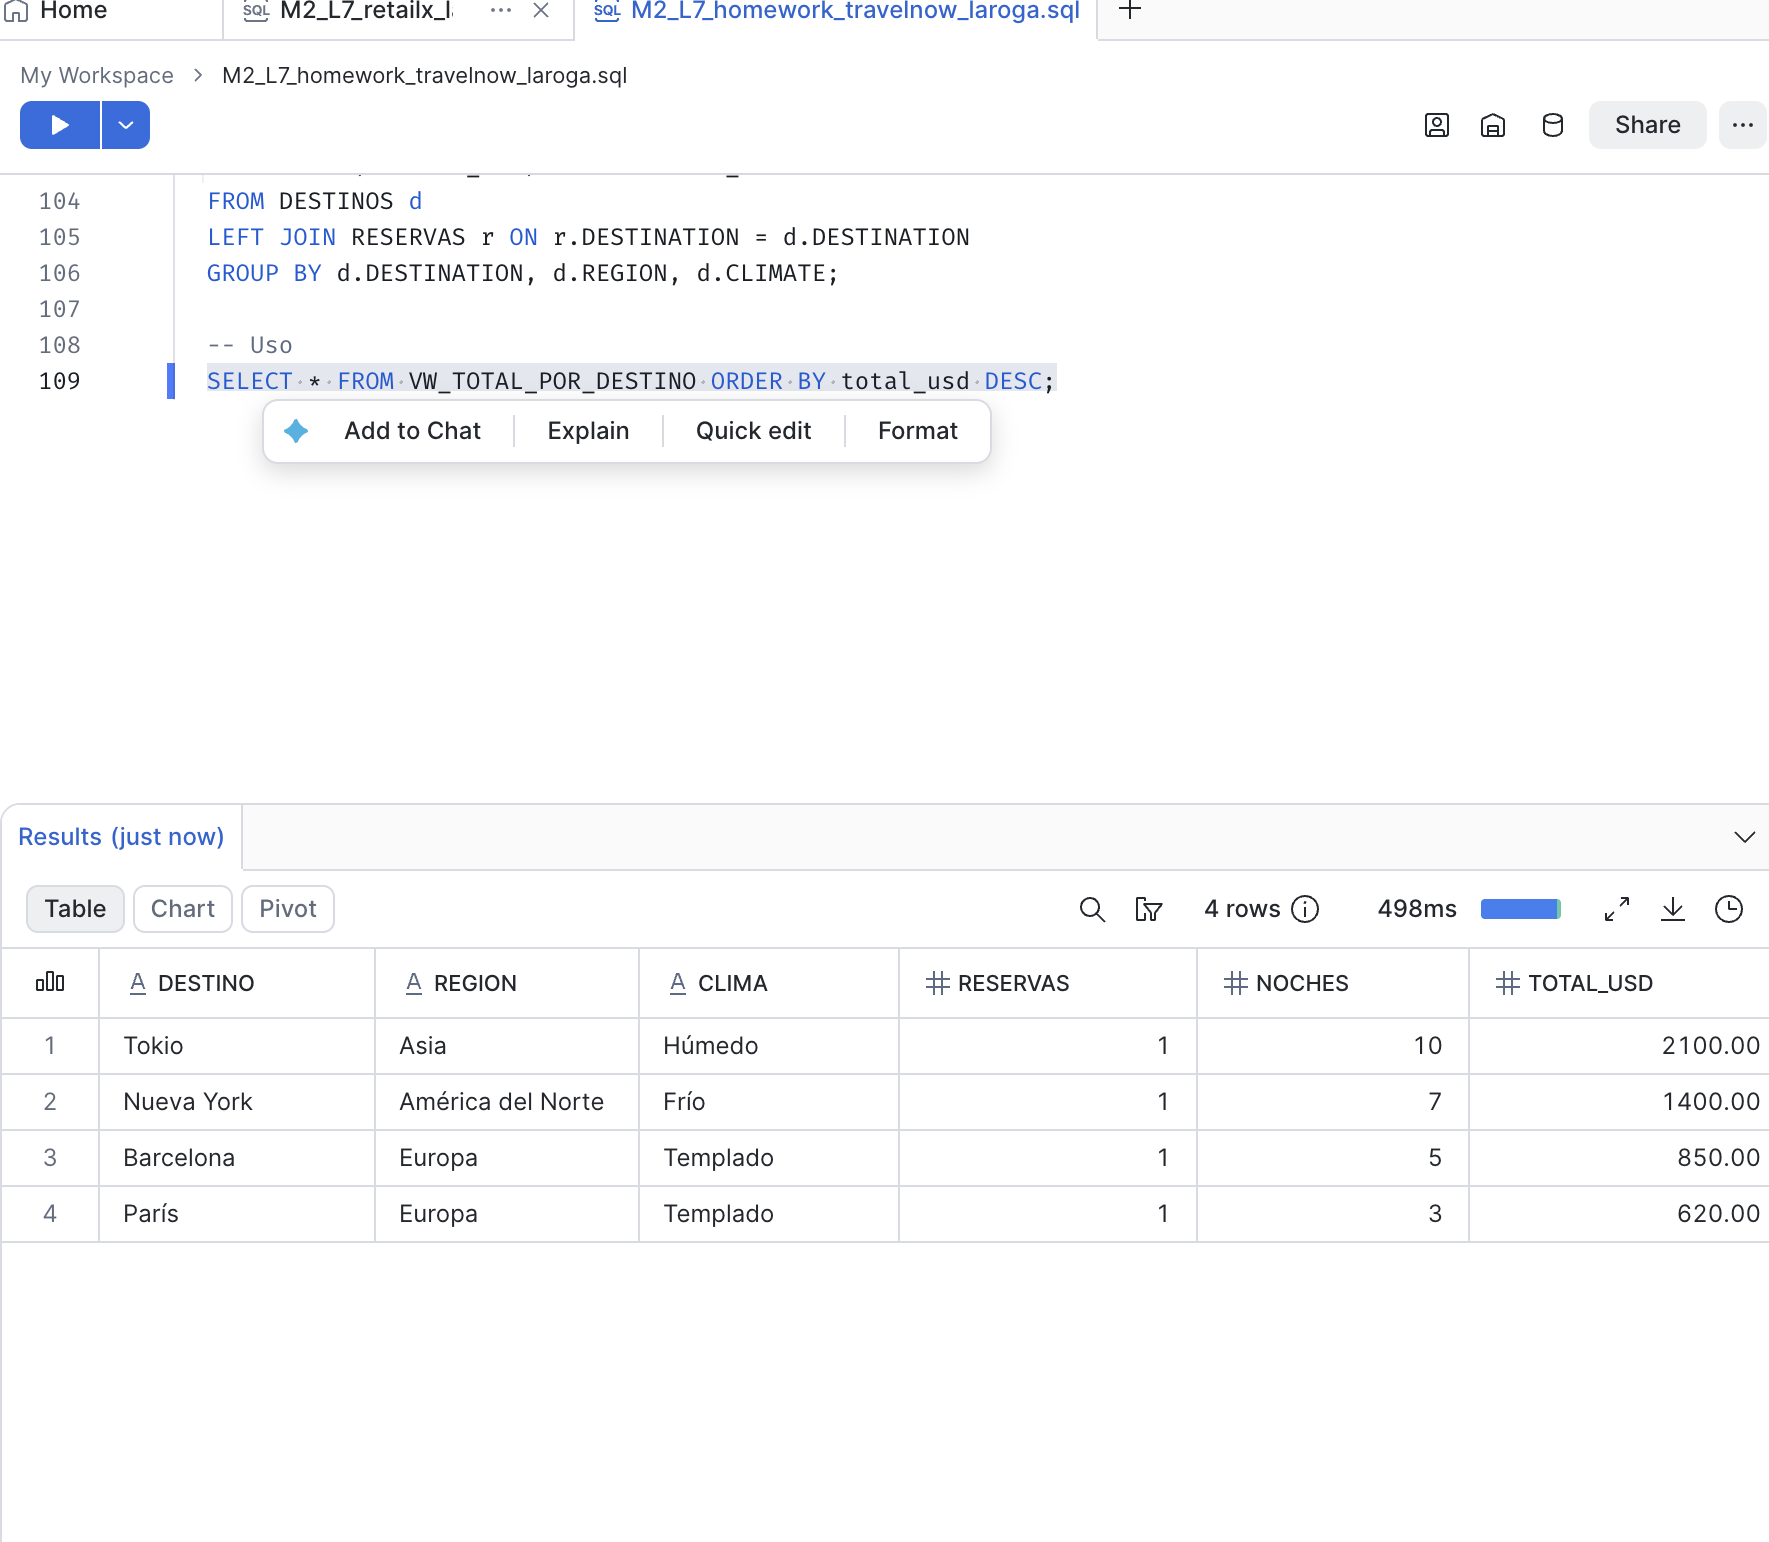 Home
SQL M2_L7_retailx_l ···
SQL M2_L7_homework_travelnow_laroga.sql
My Workspace > M2_L7_homework_travelnow_laroga.sql
Share ···
104 FROM DESTINOS d
105 LEFT JOIN RESERVAS r ON r.DESTINATION = d.DESTINATION
106 GROUP BY d.DESTINATION, d.REGION, d.CLIMATE;
107
108 -- Uso
109 SELECT * FROM VW_TOTAL_POR_DESTINO ORDER BY total_usd DESC;
Add to Chat Explain Quick edit Format
Results (just now)
Table Chart Pivot 4 rows 498ms
DESTINO REGION CLIMA RESERVAS NOCHES TOTAL_USD
1 Tokio Asia Húmedo 1 10 2100.00
2 Nueva York América del Norte Frío 1 7 1400.00
3 Barcelona Europa Templado 1 5 850.00
4 París Europa Templado 1 3 620.00